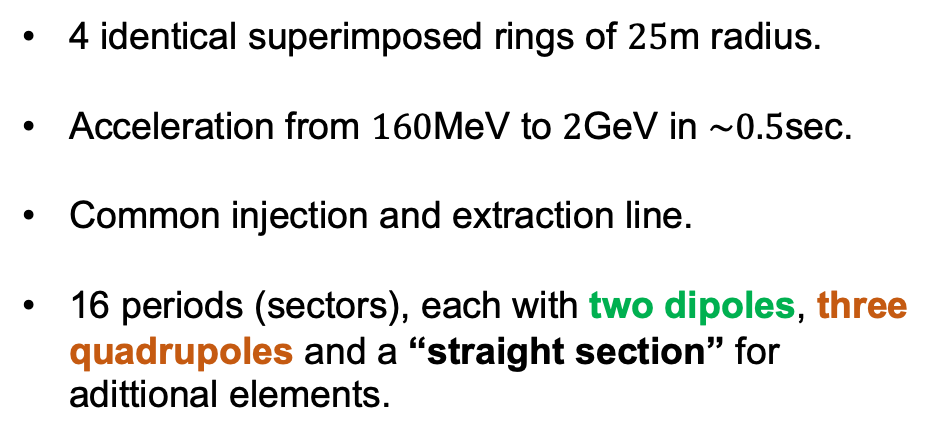 • 4 identical superimposed rings of 25m radius.
• Acceleration from 160MeV to 2GeV in ~0.5sec.
• Common injection and extraction line.
• 16 periods (sectors), each with two dipoles, three
quadrupoles and a “straight section” for
adittional elements.